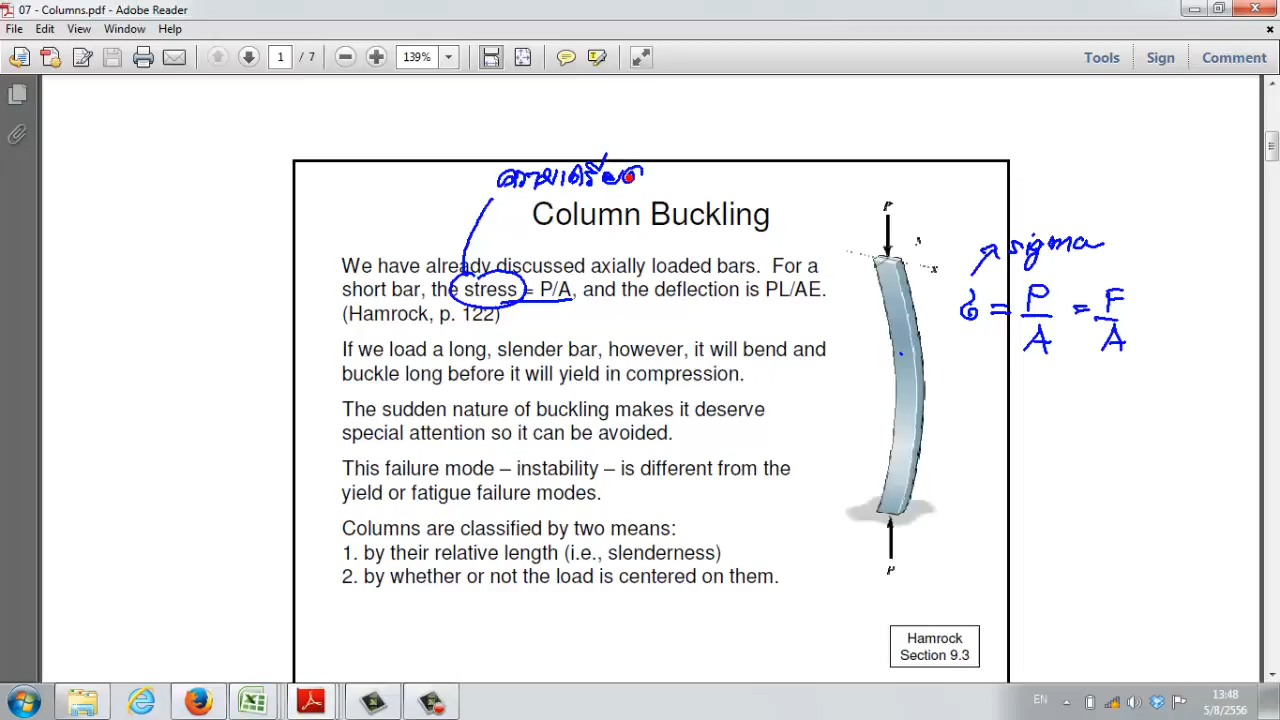 07 - Columns.pdf - Adobe Reader
File Edit View Window Help
1 / 7 139% Tools Sign Comment
ความเครียด
Column Buckling
P
x
We have already discussed axially loaded bars. For a
short bar, the stress = P/A, and the deflection is PL/AE.
(Hamrock, p. 122)
If we load a long, slender bar, however, it will bend and
buckle long before it will yield in compression.
The sudden nature of buckling makes it deserve
special attention so it can be avoided.
This failure mode – instability – is different from the
yield or fatigue failure modes.
Columns are classified by two means:
1. by their relative length (i.e., slenderness)
2. by whether or not the load is centered on them.
P
sigma
σ = P/A = F/A
Hamrock
Section 9.3
EN
13:48
5/8/2556